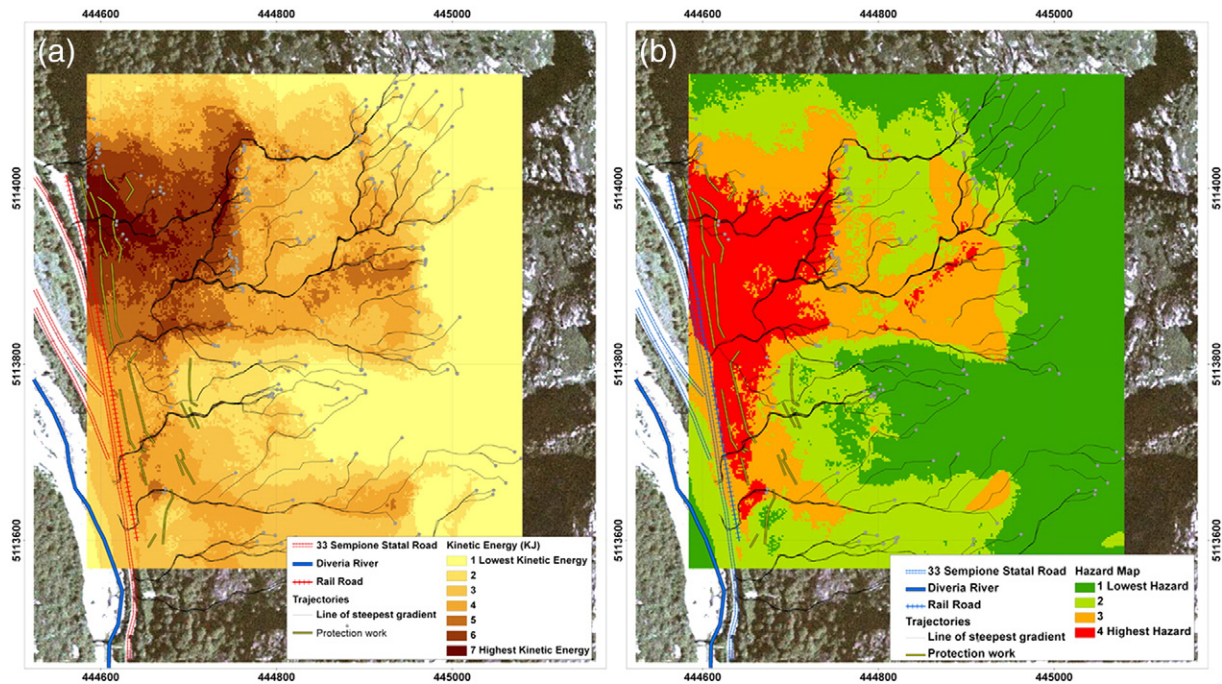 444600 444800 445000 444600 444800 445000
(a) (b)
5114000 5114000 5114000
5113800 5113800 5113800
5113600 5113600 5113600
33 Sempione Statal Road
Diveria River
Rail Road
Trajectories
Line of steepest gradient
Protection work
Kinetic Energy (KJ)
1 Lowest Kinetic Energy
2
3
4
5
6
7 Highest Kinetic Energy
33 Sempione Statal Road
Diveria River
Rail Road
Trajectories
Line of steepest gradient
Protection work
Hazard Map
1 Lowest Hazard
2
3
4 Highest Hazard
444600 444800 445000 444600 444800 445000